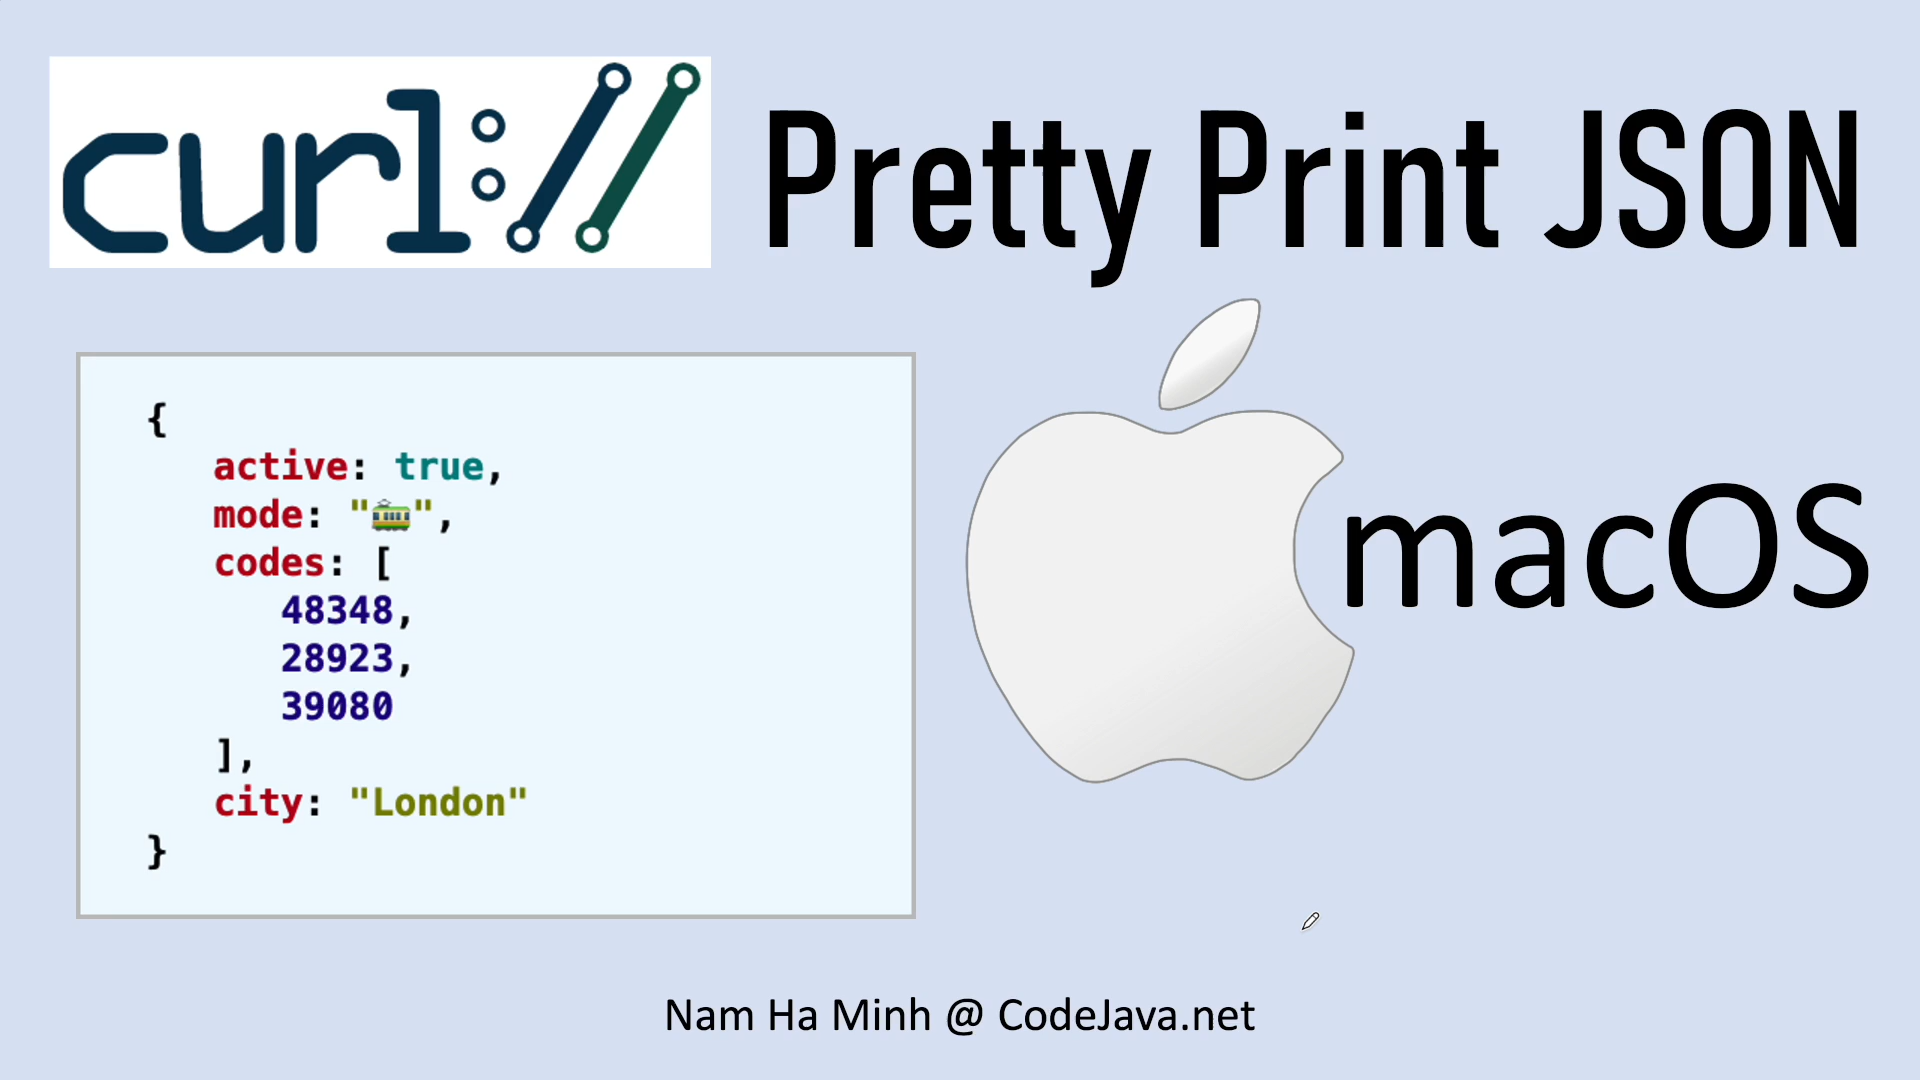 curl://
Pretty Print JSON
{
active: true,
mode: "🚋",
codes: [
48348,
28923,
39080
],
city: "London"
}
macOS
Nam Ha Minh @ CodeJava.net